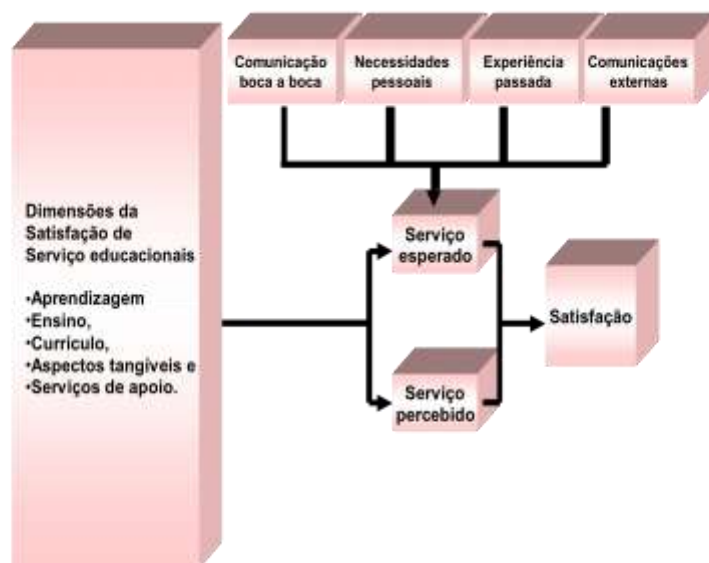 Comunicação
boca a boca
Necessidades
pessoais
Experiência
passada
Comunicações
externas
Dimensões da
Satisfação de
Serviço educacionais
•Aprendizagem
•Ensino,
•Currículo,
•Aspectos tangíveis e
•Serviços de apoio.
Serviço
esperado
Satisfação
Serviço
percebido